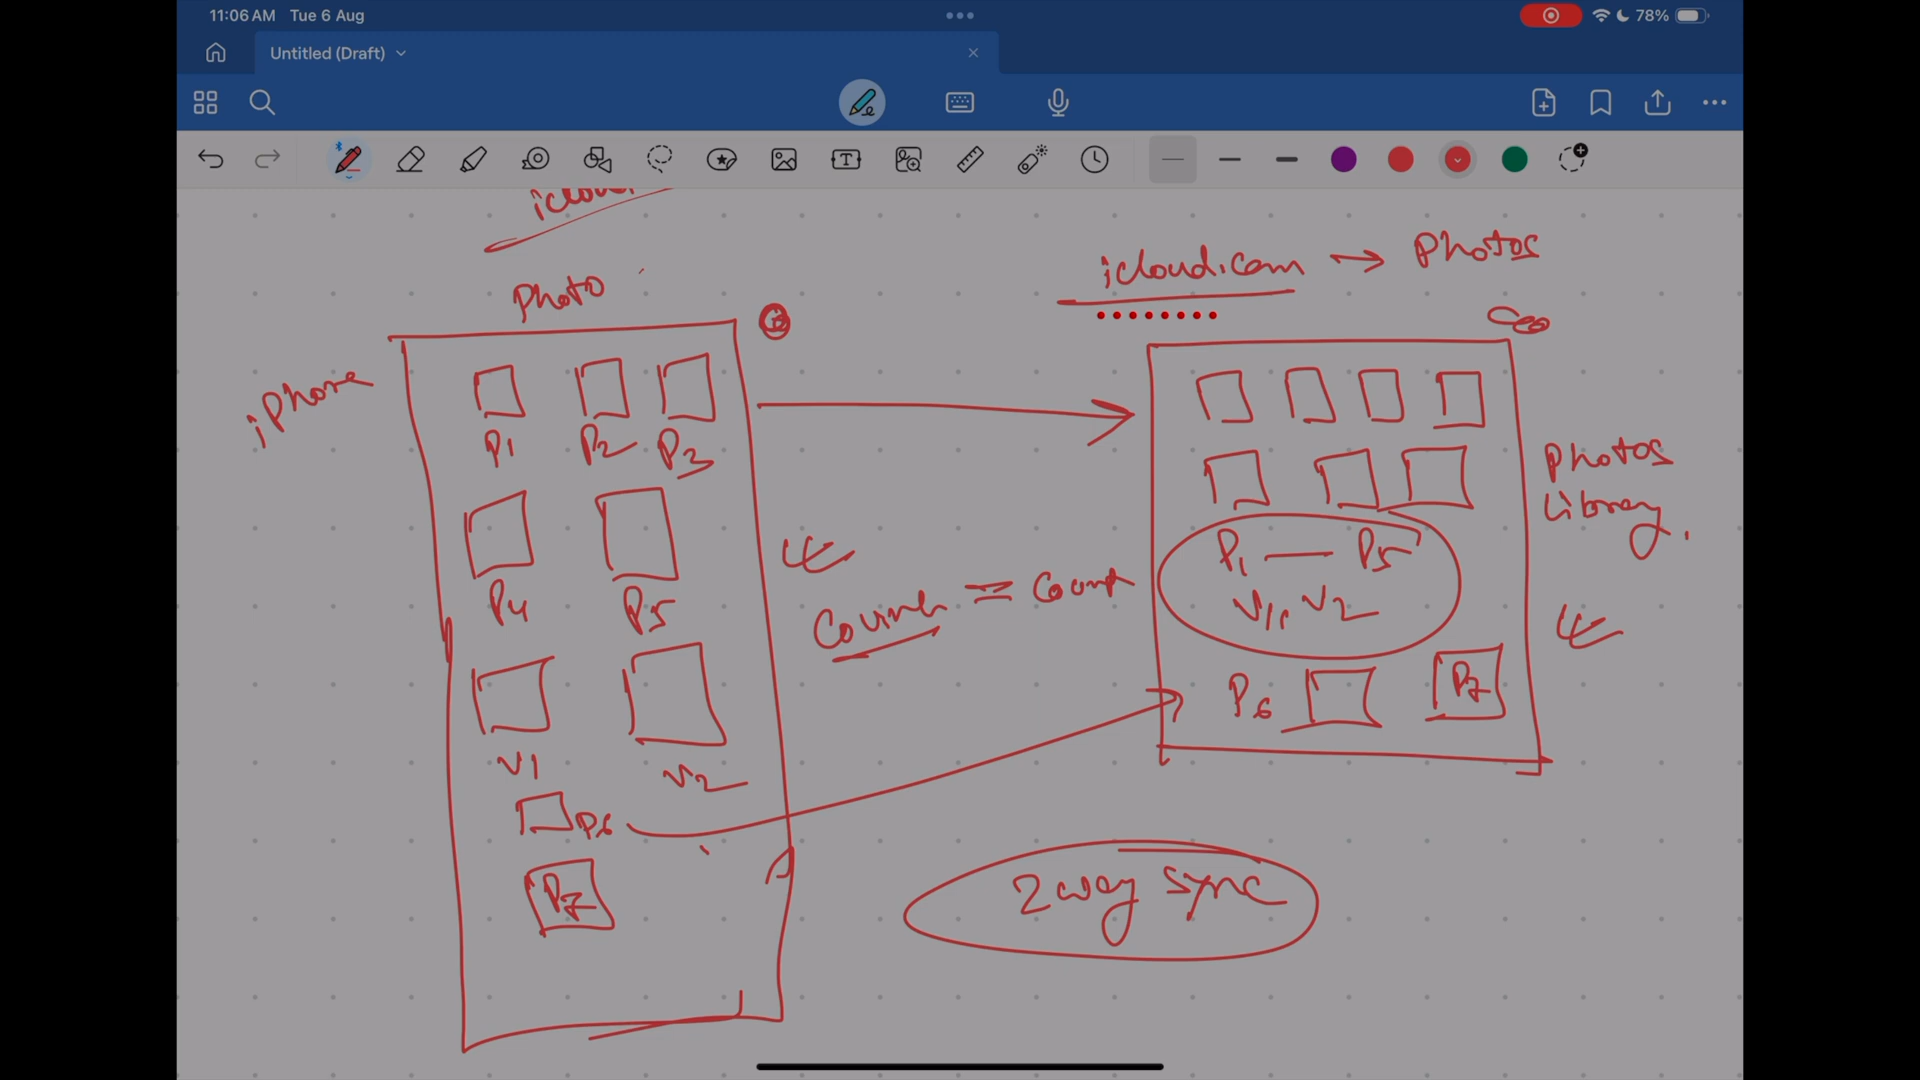 11:06 AM Tue 6 Aug
78%
Untitled (Draft)
icloud.
icloud.com → Photos
Photo
iPhone
P1 P2 P3
Photos
Library.
P4 P5
P1 — P5
V1, V2
= Count
V1 V2
P6 P7
P6
P7
2 way sync